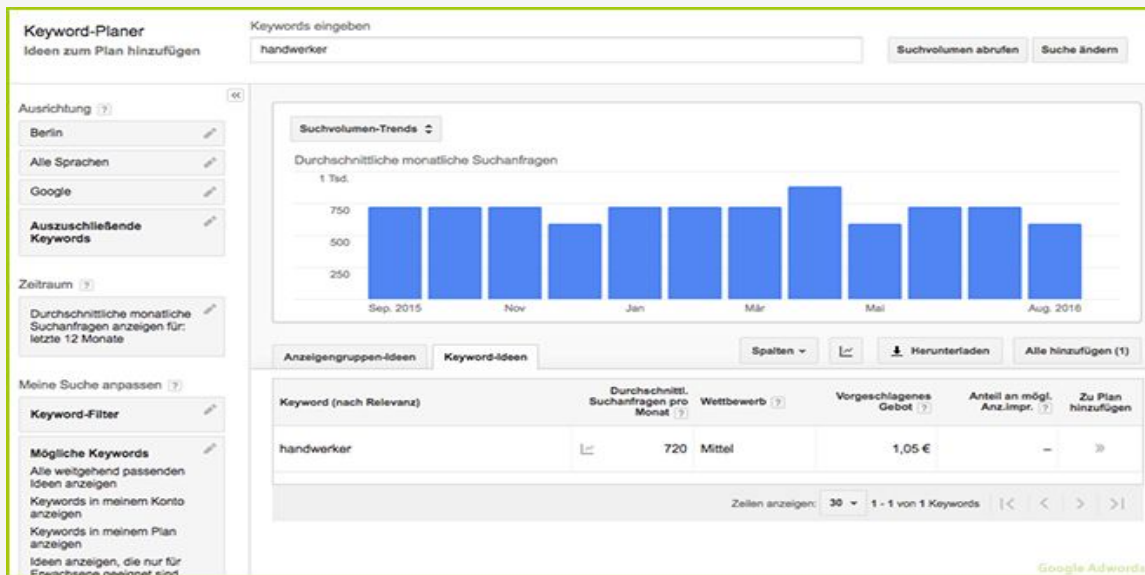 Keyword-Planer
Ideen zum Plan hinzufügen
Keywords eingeben
handwerker
Suchvolumen abrufen
Suche ändern
Ausrichtung ?
Berlin
Alle Sprachen
Google
Auszuschließende
Keywords
Zeitraum ?
Durchschnittliche monatliche
Suchanfragen anzeigen für:
letzte 12 Monate
Meine Suche anpassen ?
Keyword-Filter
Mögliche Keywords
Alle weitgehend passenden
Ideen anzeigen
Keywords in meinem Konto
anzeigen
Keywords in meinem Plan
anzeigen
Ideen anzeigen, die nur für
Erwachsene geeignet sind
Suchvolumen-Trends
Durchschnittliche monatliche Suchanfragen
1 Tsd.
750
500
250
Sep. 2015 Nov Jan Mär Mai Aug. 2016
Anzeigengruppen-Ideen Keyword-Ideen
Spalten Herunterladen Alle hinzufügen (1)
Keyword (nach Relevanz)
Durchschnittl.
Suchanfragen pro
Monat ?
Wettbewerb ?
Vorgeschlagenes
Gebot ?
Anteil an mögl.
Anz.impr. ?
Zu Plan
hinzufügen
handwerker 720 Mittel 1,05 € – »
Zeilen anzeigen: 30 1 - 1 von 1 Keywords
Google Adwords